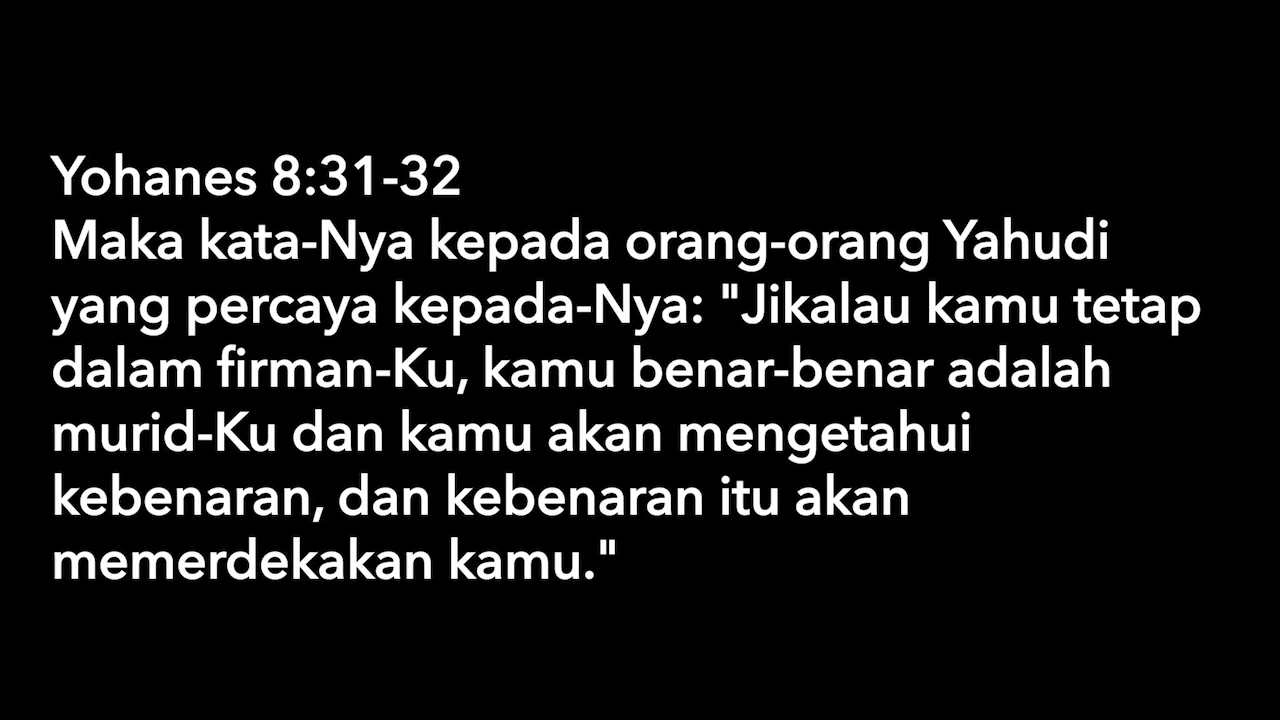 Yohanes 8:31-32
Maka kata-Nya kepada orang-orang Yahudi
yang percaya kepada-Nya: "Jikalau kamu tetap
dalam firman-Ku, kamu benar-benar adalah
murid-Ku dan kamu akan mengetahui
kebenaran, dan kebenaran itu akan
memerdekakan kamu."